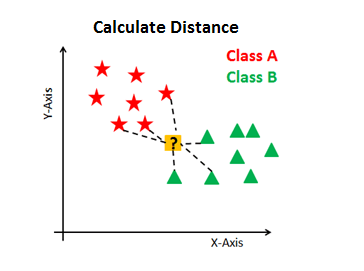 Calculate Distance
Class A
Class B
Y-Axis
?
X-Axis